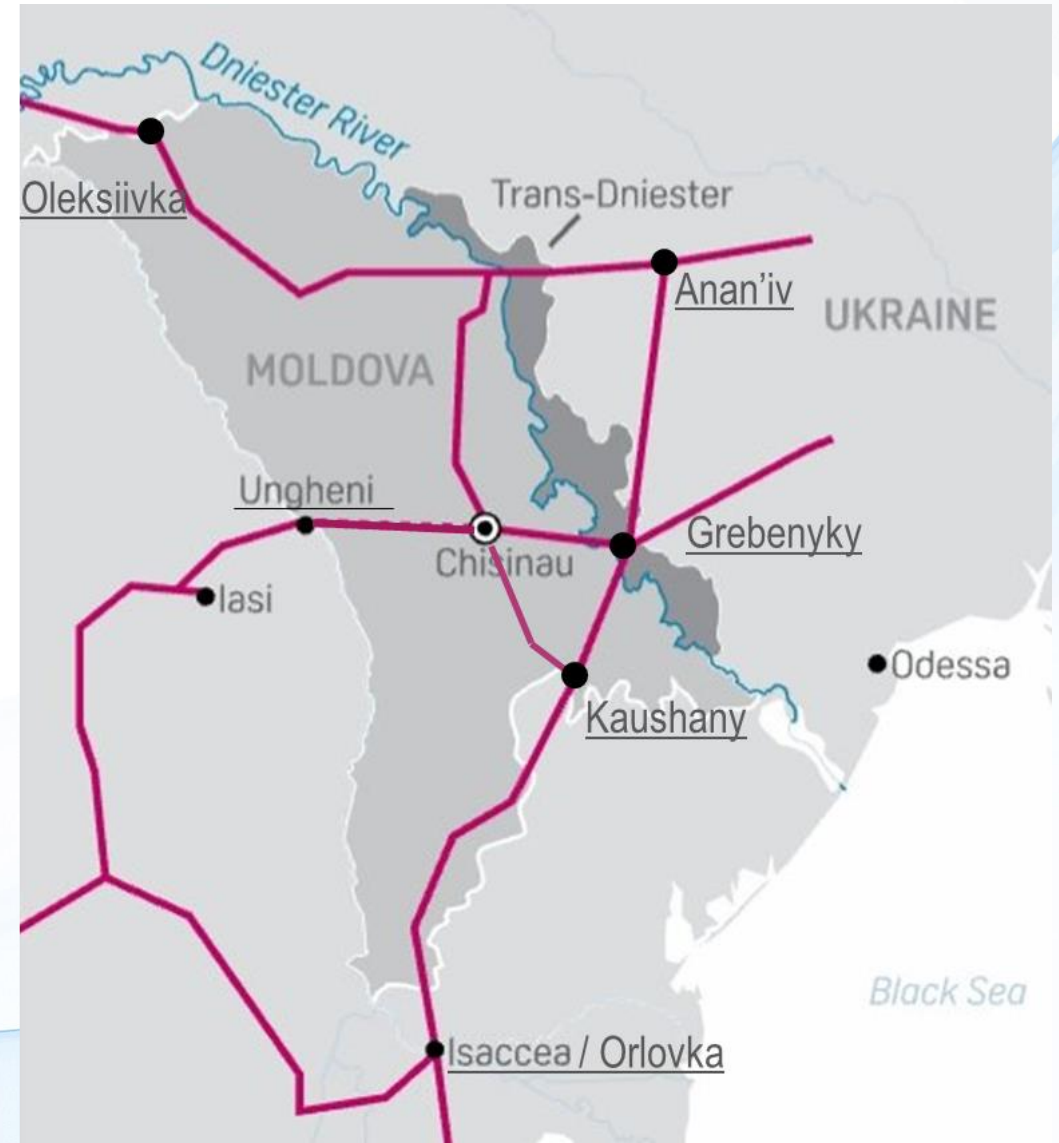 Dniester River
Oleksiivka
Trans-Dniester
Anan'iv
UKRAINE
MOLDOVA
Ungheni
Grebenyky
Chisinau
Iasi
Odessa
Kaushany
Black Sea
Isaccea / Orlovka